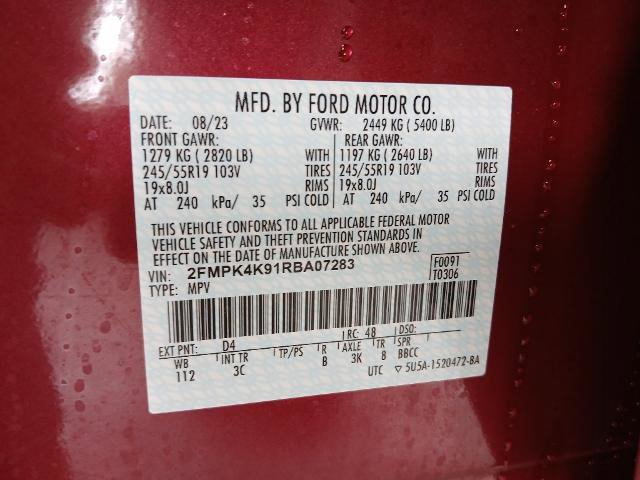 MFD. BY FORD MOTOR CO.
DATE: 08/23 GVWR: 2449 KG ( 5400 LB)
FRONT GAWR: REAR GAWR:
1279 KG ( 2820 LB) WITH 1197 KG ( 2640 LB) WITH
245/55R19 103V TIRES 245/55R19 103V TIRES
19x8.0J RIMS 19x8.0J RIMS
AT 240 kPa/ 35 PSI COLD AT 240 kPa/ 35 PSI COLD
THIS VEHICLE CONFORMS TO ALL APPLICABLE FEDERAL MOTOR
VEHICLE SAFETY AND THEFT PREVENTION STANDARDS IN
EFFECT ON THE DATE OF MANUFACTURE SHOWN ABOVE.
VIN: 2FMPK4K91RBA07283 F0091
TYPE: MPV T0306
EXT PNT: D4 RC: 48 DSO:
WB INT TR TP/PS R AXLE TR SPR
112 3C B 3K 8 BBCC
UTC ▽ 5U5A-1520472-BA